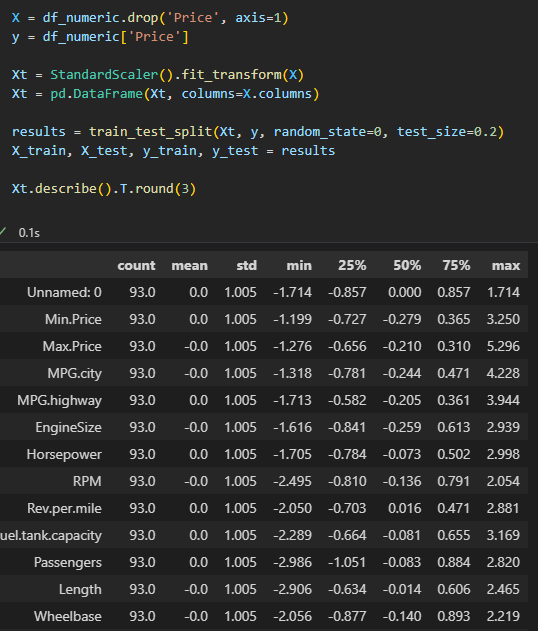 X = df_numeric.drop('Price', axis=1)
y = df_numeric['Price']
Xt = StandardScaler().fit_transform(X)
Xt = pd.DataFrame(Xt, columns=X.columns)
results = train_test_split(Xt, y, random_state=0, test_size=0.2)
X_train, X_test, y_train, y_test = results
Xt.describe().T.round(3)
✓ 0.1s
count mean std min 25% 50% 75% max
Unnamed: 0 93.0 0.0 1.005 -1.714 -0.857 0.000 0.857 1.714
Min.Price 93.0 0.0 1.005 -1.199 -0.727 -0.279 0.365 3.250
Max.Price 93.0 -0.0 1.005 -1.276 -0.656 -0.210 0.310 5.296
MPG.city 93.0 -0.0 1.005 -1.318 -0.781 -0.244 0.471 4.228
MPG.highway 93.0 0.0 1.005 -1.713 -0.582 -0.205 0.361 3.944
EngineSize 93.0 -0.0 1.005 -1.616 -0.841 -0.259 0.613 2.939
Horsepower 93.0 0.0 1.005 -1.705 -0.784 -0.073 0.502 2.998
RPM 93.0 -0.0 1.005 -2.495 -0.810 -0.136 0.791 2.054
Rev.per.mile 93.0 0.0 1.005 -2.050 -0.703 0.016 0.471 2.881
uel.tank.capacity 93.0 0.0 1.005 -2.289 -0.664 -0.081 0.655 3.169
Passengers 93.0 0.0 1.005 -2.986 -1.051 -0.083 0.884 2.820
Length 93.0 -0.0 1.005 -2.906 -0.634 -0.014 0.606 2.465
Wheelbase 93.0 -0.0 1.005 -2.056 -0.877 -0.140 0.893 2.219